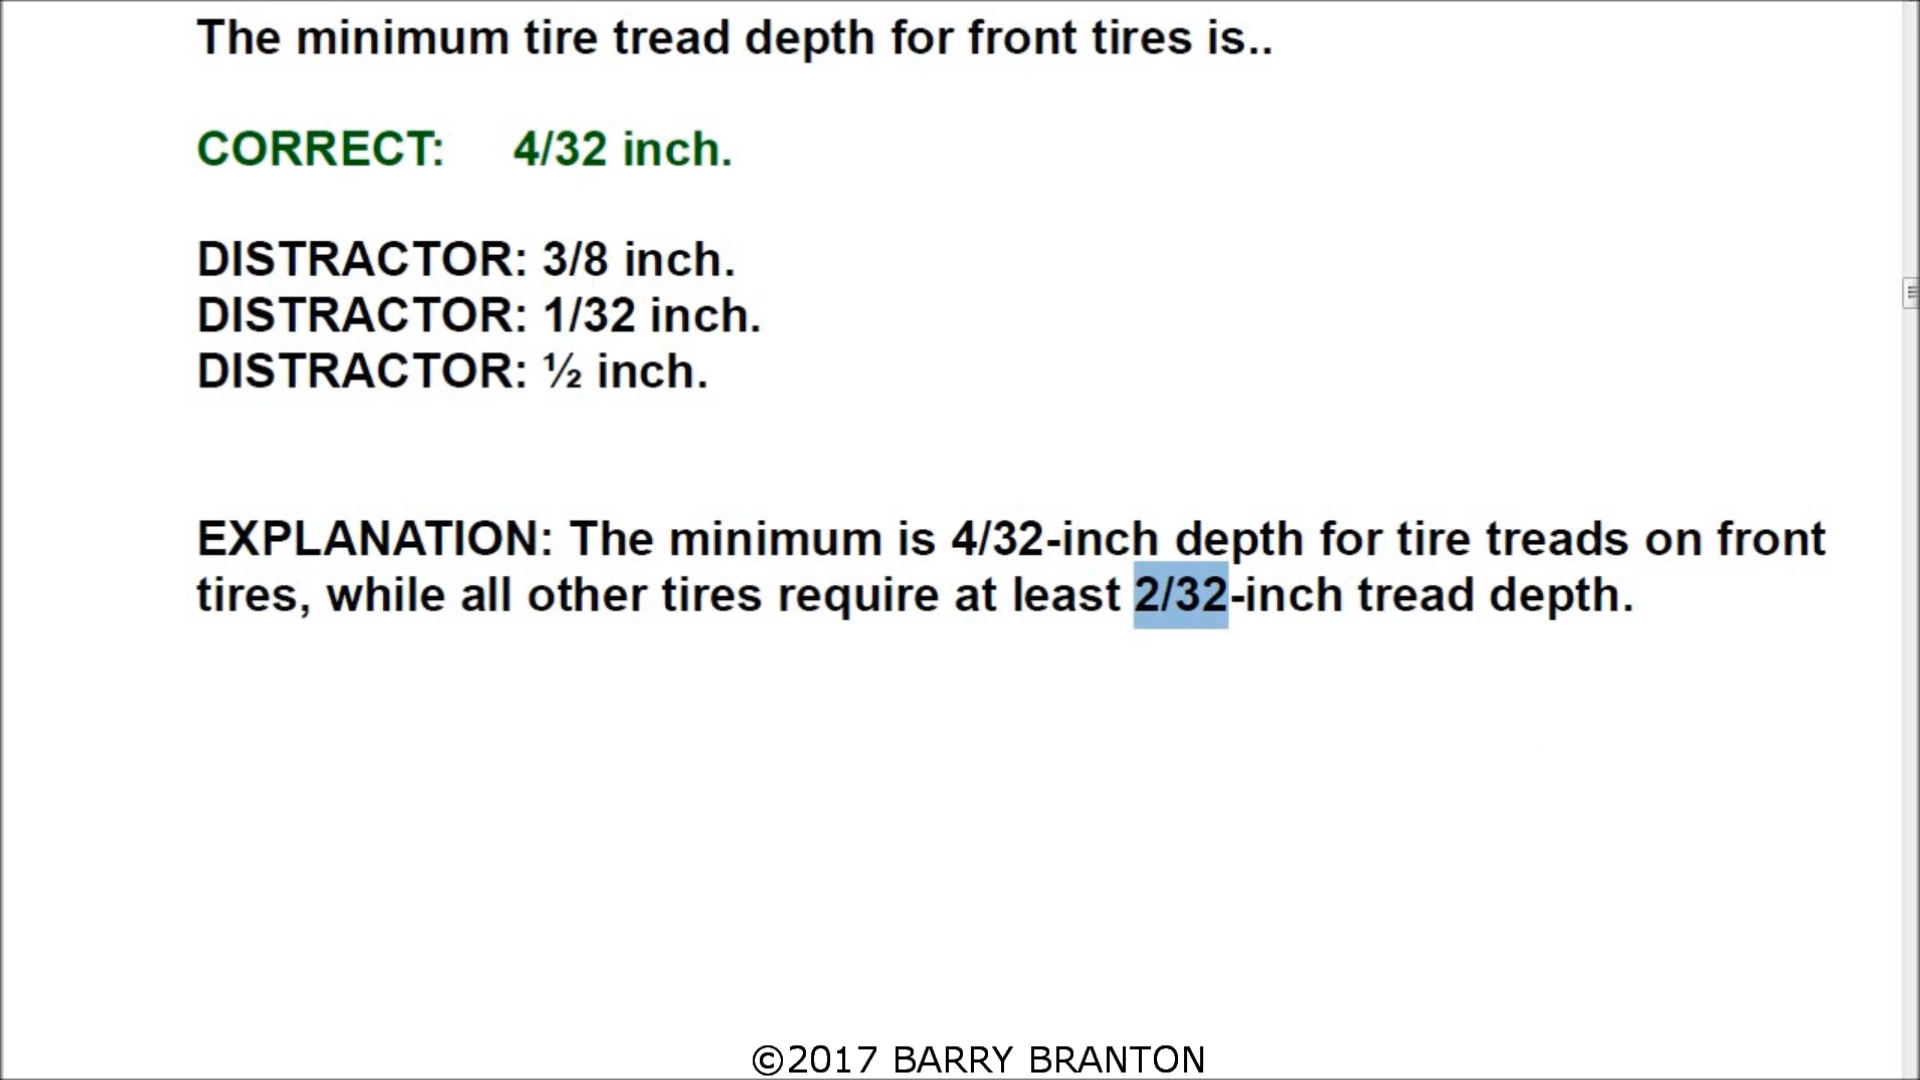 The minimum tire tread depth for front tires is..
CORRECT: 4/32 inch.
DISTRACTOR: 3/8 inch.
DISTRACTOR: 1/32 inch.
DISTRACTOR: ½ inch.
EXPLANATION: The minimum is 4/32-inch depth for tire treads on front
tires, while all other tires require at least 2/32-inch tread depth.
©2017 BARRY BRANTON